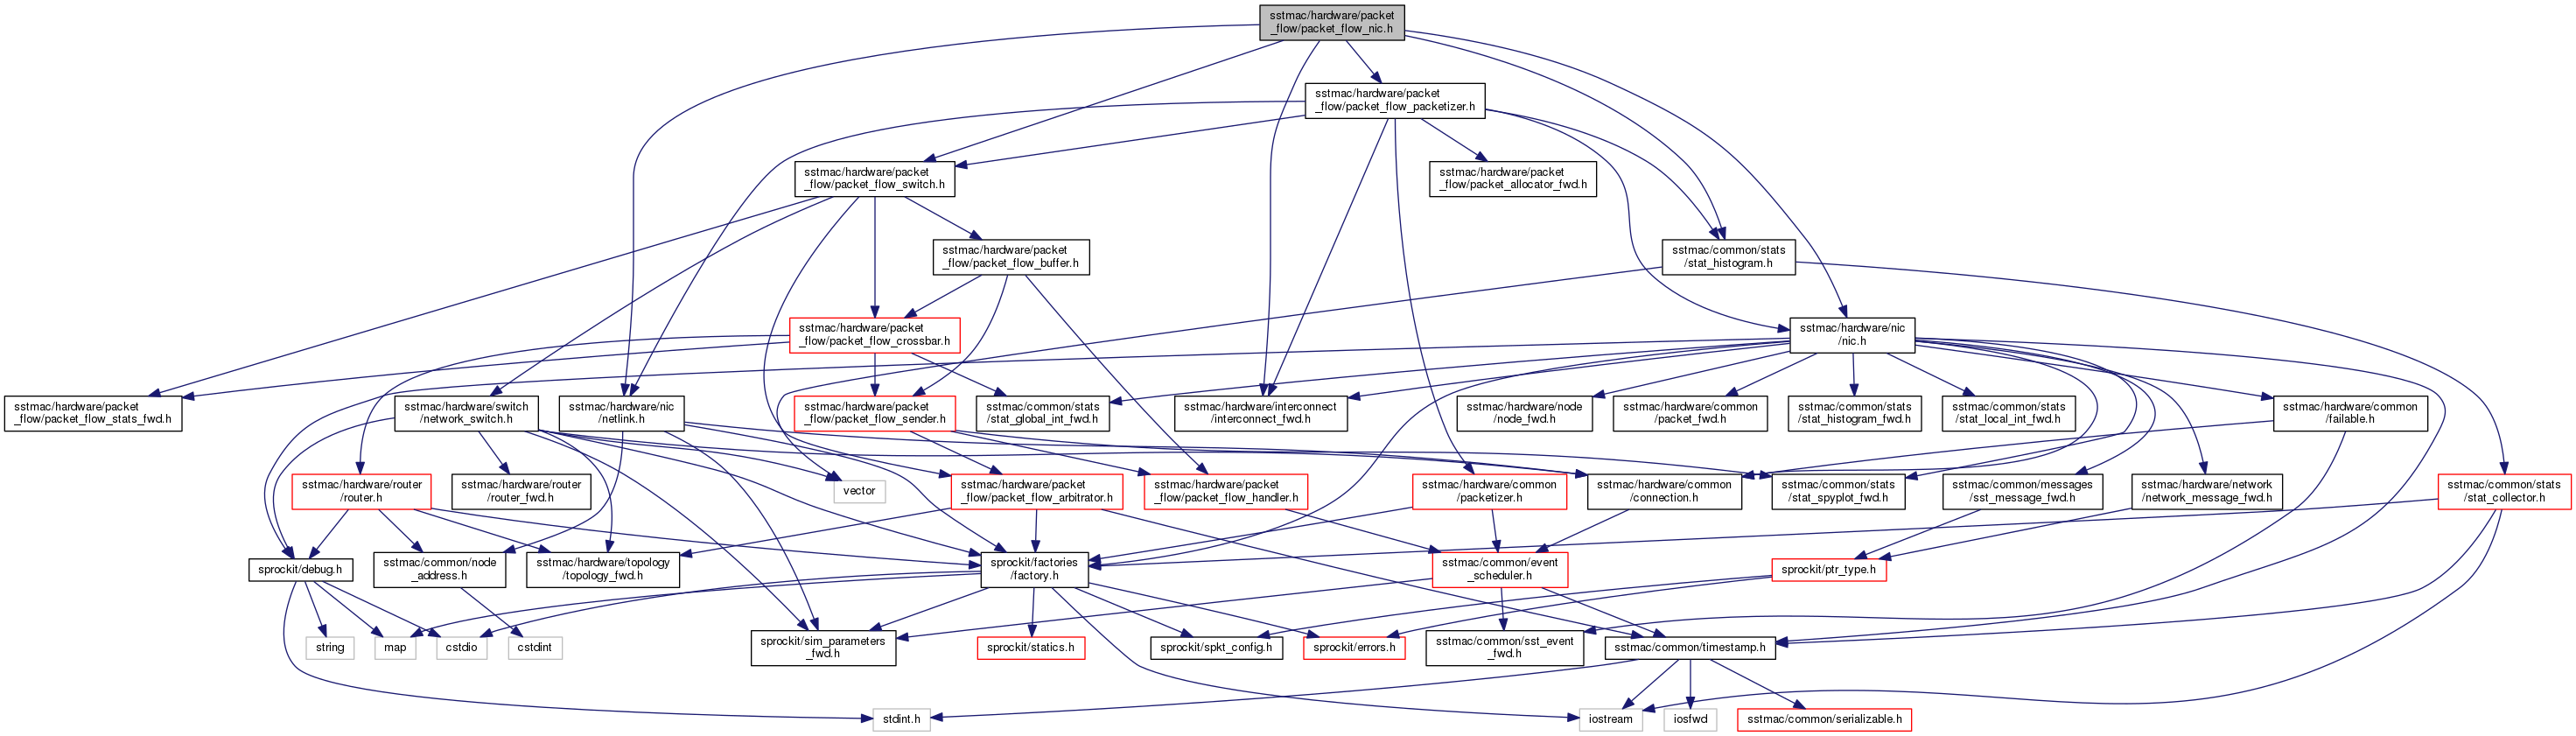 sstmac/hardware/packet
_flow/packet_flow_nic.h
sstmac/hardware/packet
_flow/packet_flow_packetizer.h
sstmac/hardware/packet
_flow/packet_flow_switch.h
sstmac/hardware/packet
_flow/packet_allocator_fwd.h
sstmac/hardware/packet
_flow/packet_flow_buffer.h
sstmac/common/stats
/stat_histogram.h
sstmac/hardware/packet
_flow/packet_flow_crossbar.h
sstmac/hardware/nic
/nic.h
sstmac/hardware/packet
_flow/packet_flow_stats_fwd.h
sstmac/hardware/switch
/network_switch.h
sstmac/hardware/nic
/netlink.h
sstmac/hardware/packet
_flow/packet_flow_sender.h
sstmac/common/stats
/stat_global_int_fwd.h
sstmac/hardware/interconnect
/interconnect_fwd.h
sstmac/hardware/node
/node_fwd.h
sstmac/hardware/common
/packet_fwd.h
sstmac/common/stats
/stat_histogram_fwd.h
sstmac/common/stats
/stat_local_int_fwd.h
sstmac/hardware/common
/failable.h
sstmac/hardware/router
/router.h
sstmac/hardware/router
/router_fwd.h
vector
sstmac/hardware/packet
_flow/packet_flow_arbitrator.h
sstmac/hardware/packet
_flow/packet_flow_handler.h
sstmac/hardware/common
/packetizer.h
sstmac/hardware/common
/connection.h
sstmac/common/stats
/stat_spyplot_fwd.h
sstmac/common/messages
/sst_message_fwd.h
sstmac/hardware/network
/network_message_fwd.h
sstmac/common/stats
/stat_collector.h
sprockit/debug.h
sstmac/common/node
_address.h
sstmac/hardware/topology
/topology_fwd.h
sprockit/factories
/factory.h
sstmac/common/event
_scheduler.h
sprockit/ptr_type.h
string
map
cstdio
cstdint
sprockit/sim_parameters
_fwd.h
sprockit/statics.h
sprockit/spkt_config.h
sprockit/errors.h
sstmac/common/sst_event
_fwd.h
sstmac/common/timestamp.h
stdint.h
iostream
iosfwd
sstmac/common/serializable.h